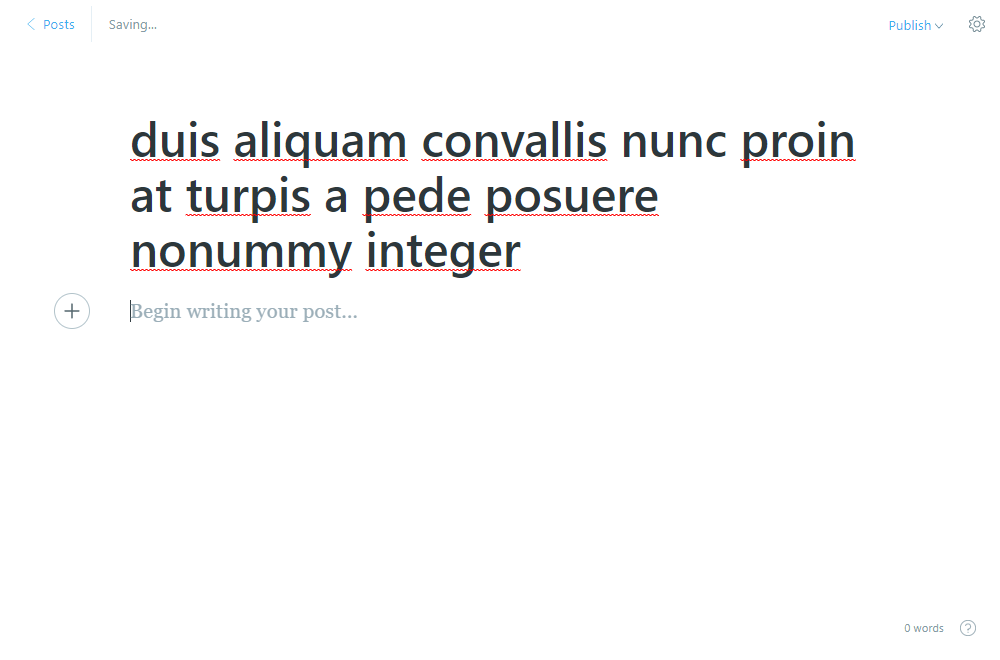 Posts
Saving...
Publish
duis aliquam convallis nunc proin
at turpis a pede posuere
nonummy integer
Begin writing your post...
0 words
?